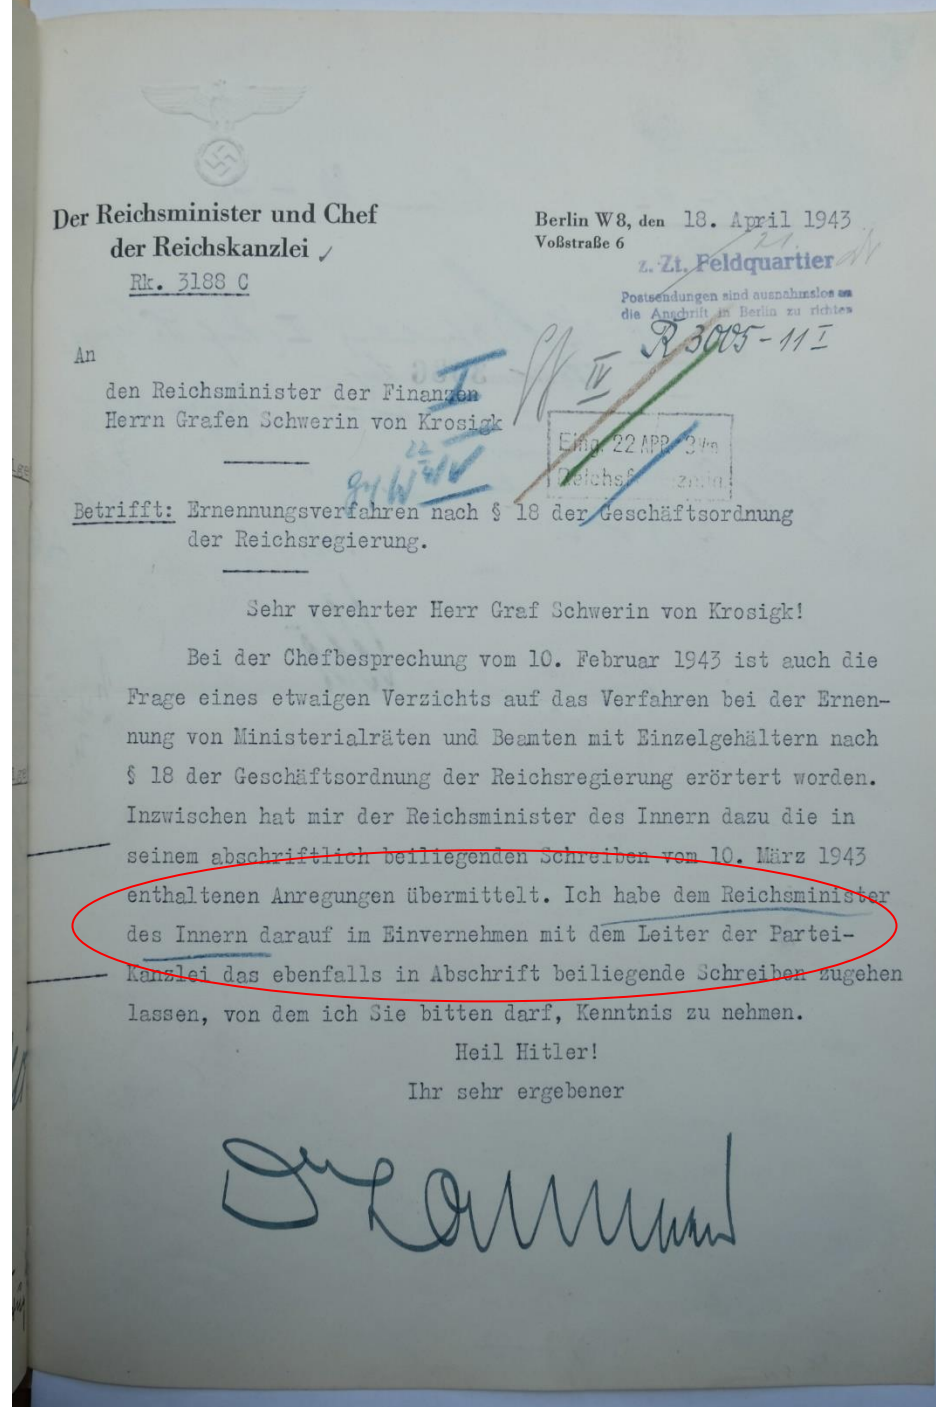 Der Reichsminister und Chef
der Reichskanzlei
Rk. 3188 C
Berlin W 8, den 18. April 1943
Voßstraße 6
21.
z. Zt. Feldquartier
Postsendungen sind ausnahmslos an
die Anschrift in Berlin zu richten
R 3005-11 I
An
den Reichsminister der Finanzen
Herrn Grafen Schwerin von Krosigk
I
IV
Eing. 22 APR.
22
Betrifft: Ernennungsverfahren nach § 18 der Geschäftsordnung
der Reichsregierung.
Sehr verehrter Herr Graf Schwerin von Krosigk!
Bei der Chefbesprechung vom 10. Februar 1943 ist auch die
Frage eines etwaigen Verzichts auf das Verfahren bei der Ernen-
nung von Ministerialräten und Beamten mit Einzelgehältern nach
§ 18 der Geschäftsordnung der Reichsregierung erörtert worden.
Inzwischen hat mir der Reichsminister des Innern dazu die in
seinem abschriftlich beiliegenden Schreiben vom 10. März 1943
enthaltenen Anregungen übermittelt. Ich habe dem Reichsminister
des Innern darauf im Einvernehmen mit dem Leiter der Partei-
Kanzlei das ebenfalls in Abschrift beiliegende Schreiben zugehen
lassen, von dem ich Sie bitten darf, Kenntnis zu nehmen.
Heil Hitler!
Ihr sehr ergebener
Dr Lammers